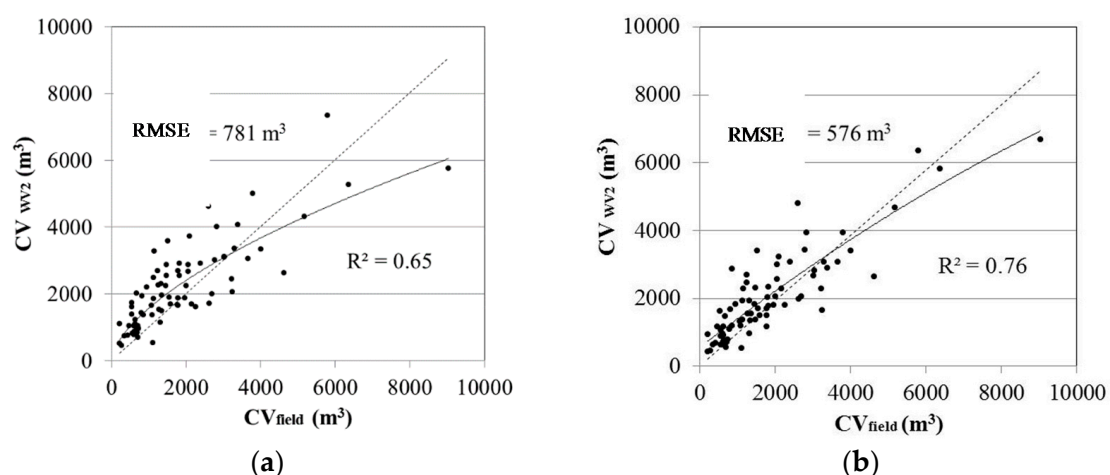 10000
8000
6000
4000
2000
0
CV WV2 (m³)
RMSE = 781 m³
R² = 0.65
0 2000 4000 6000 8000 10000
CVfield (m³)
(a)
10000
8000
6000
4000
2000
0
CV WV2 (m³)
RMSE = 576 m³
R² = 0.76
0 2000 4000 6000 8000 10000
CVfield (m³)
(b)